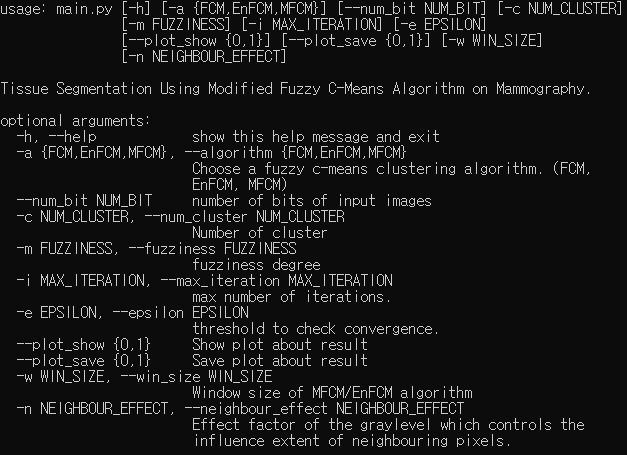 usage: main.py [-h] [-a {FCM,EnFCM,MFCM}] [--num_bit NUM_BIT] [-c NUM_CLUSTER]
[-m FUZZINESS] [-i MAX_ITERATION] [-e EPSILON]
[--plot_show {0,1}] [--plot_save {0,1}] [-w WIN_SIZE]
[-n NEIGHBOUR_EFFECT]
Tissue Segmentation Using Modified Fuzzy C-Means Algorithm on Mammography.
optional arguments:
-h, --help show this help message and exit
-a {FCM,EnFCM,MFCM}, --algorithm {FCM,EnFCM,MFCM}
Choose a fuzzy c-means clustering algorithm. (FCM,
EnFCM, MFCM)
--num_bit NUM_BIT number of bits of input images
-c NUM_CLUSTER, --num_cluster NUM_CLUSTER
Number of cluster
-m FUZZINESS, --fuzziness FUZZINESS
fuzziness degree
-i MAX_ITERATION, --max_iteration MAX_ITERATION
max number of iterations.
-e EPSILON, --epsilon EPSILON
threshold to check convergence.
--plot_show {0,1} Show plot about result
--plot_save {0,1} Save plot about result
-w WIN_SIZE, --win_size WIN_SIZE
Window size of MFCM/EnFCM algorithm
-n NEIGHBOUR_EFFECT, --neighbour_effect NEIGHBOUR_EFFECT
Effect factor of the graylevel which controls the
influence extent of neighbouring pixels.